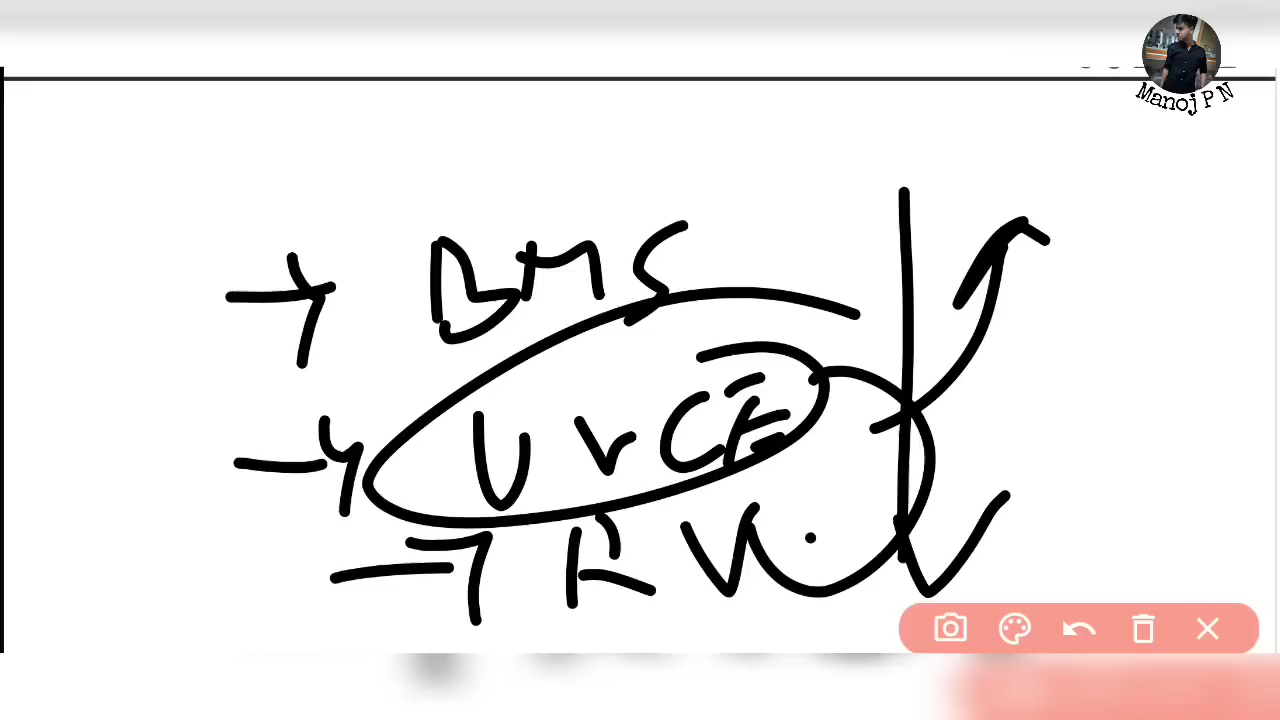 Manoj P N
→ BMS
→ UVCE
→ RV.